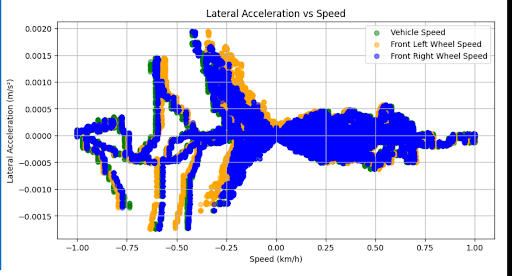 Lateral Acceleration vs Speed
Vehicle Speed
Front Left Wheel Speed
Front Right Wheel Speed
Lateral Acceleration (m/s²)
0.0020
0.0015
0.0010
0.0005
0.0000
−0.0005
−0.0010
−0.0015
−1.00 −0.75 −0.50 −0.25 0.00 0.25 0.50 0.75 1.00
Speed (km/h)